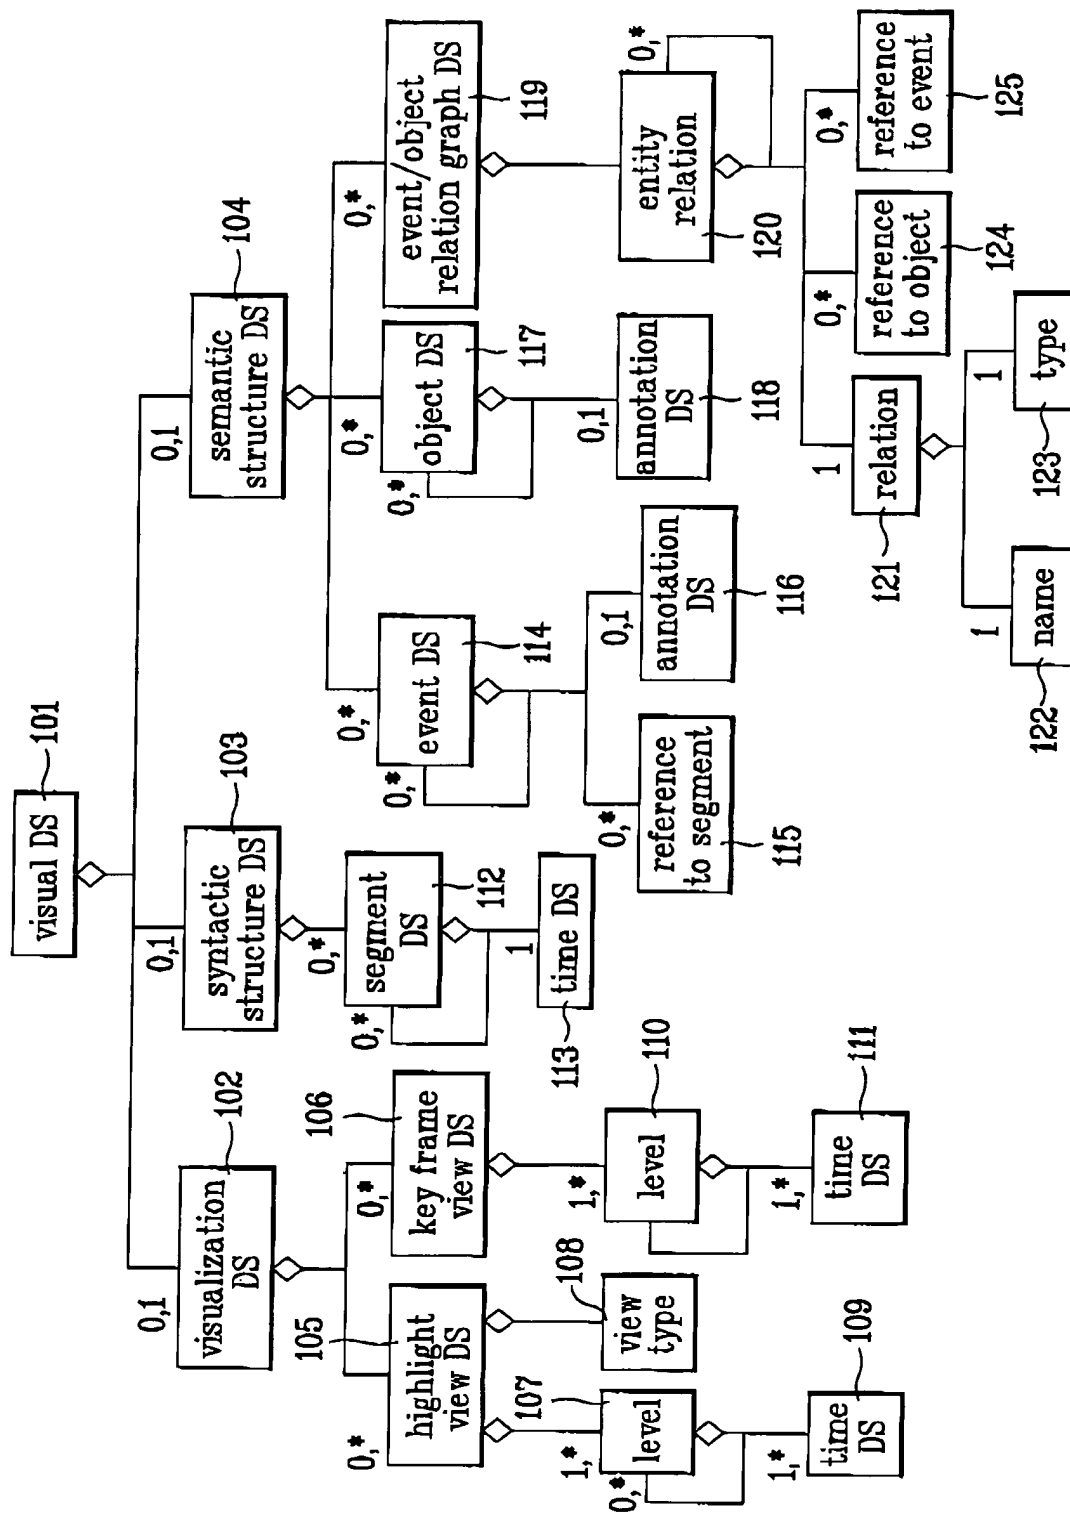 visual DS
101
0,1
visualization
DS
102
0,1
syntactic
structure DS
103
0,1
semantic
structure DS
104
0,*
highlight
view DS
105
0,*
key frame
view DS
106
1,*
0,*
level
107
view
type
108
1,*
time
DS
109
1,*
level
110
1,*
time
DS
111
0,*
0,*
segment
DS
112
1
time DS
113
0,*
0,*
event DS
114
0,*
reference
to segment
115
0,1
annotation
DS
116
0,*
0,*
object DS
117
0,1
annotation
DS
118
0,*
event/object
relation graph DS
119
0,*
entity
relation
120
1
relation
121
0,*
reference
to object
124
0,*
reference
to event
125
1
name
122
1
type
123